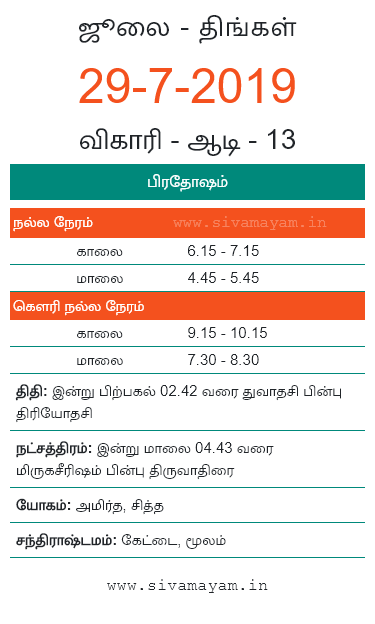 ஜூலை - திங்கள்
29-7-2019
விகாரி - ஆடி - 13
பிரதோஷம்
நல்ல நேரம் www.sivamayam.in
காலை 6.15 - 7.15
மாலை 4.45 - 5.45
கௌரி நல்ல நேரம்
காலை 9.15 - 10.15
மாலை 7.30 - 8.30
திதி: இன்று பிற்பகல் 02.42 வரை துவாதசி பின்பு
திரியோதசி
நட்சத்திரம்: இன்று மாலை 04.43 வரை
மிருகசீரிஷம் பின்பு திருவாதிரை
யோகம்: அமிர்த, சித்த
சந்திராஷ்டமம்: கேட்டை, மூலம்
www.sivamayam.in